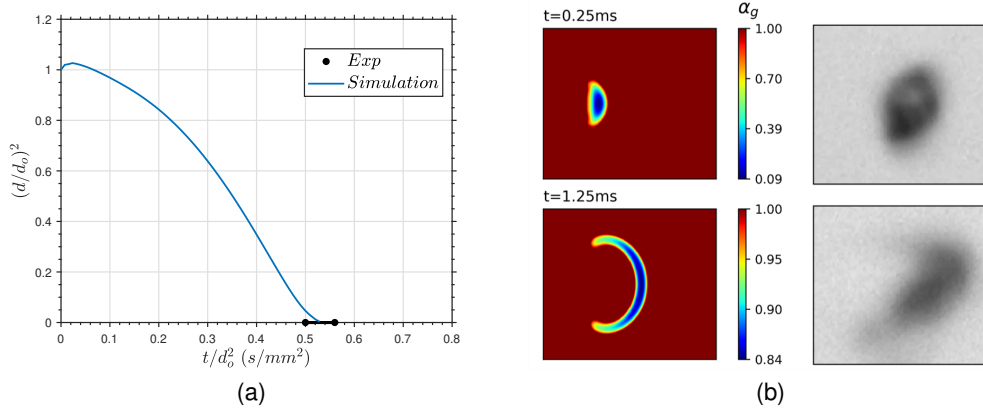 1.2
1
0.8
0.6
0.4
0.2
0
(d/d_o)^2
Exp
Simulation
0 0.1 0.2 0.3 0.4 0.5 0.6 0.7 0.8
t/d_o^2 (s/mm^2)
(a)
t=0.25ms
α_g
1.00
0.70
0.39
0.09
t=1.25ms
1.00
0.95
0.90
0.84
(b)